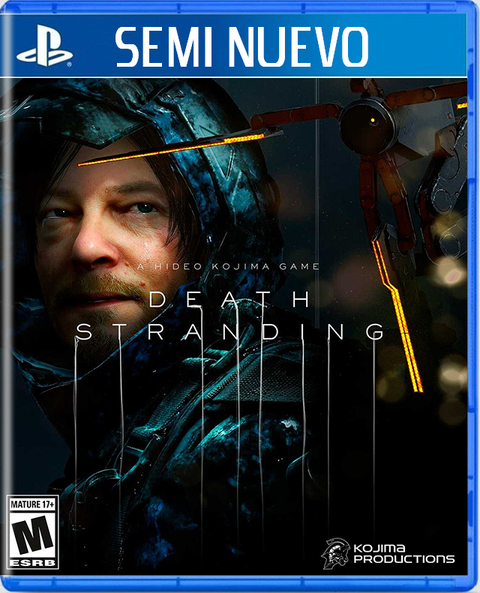 SEMI NUEVO
A HIDEO KOJIMA GAME
DEATH
STRANDING
MATURE 17+
M
ESRB
KOJIMA
PRODUCTIONS